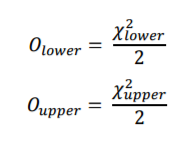 O_lower = χ²_lower / 2
O_upper = χ²_upper / 2